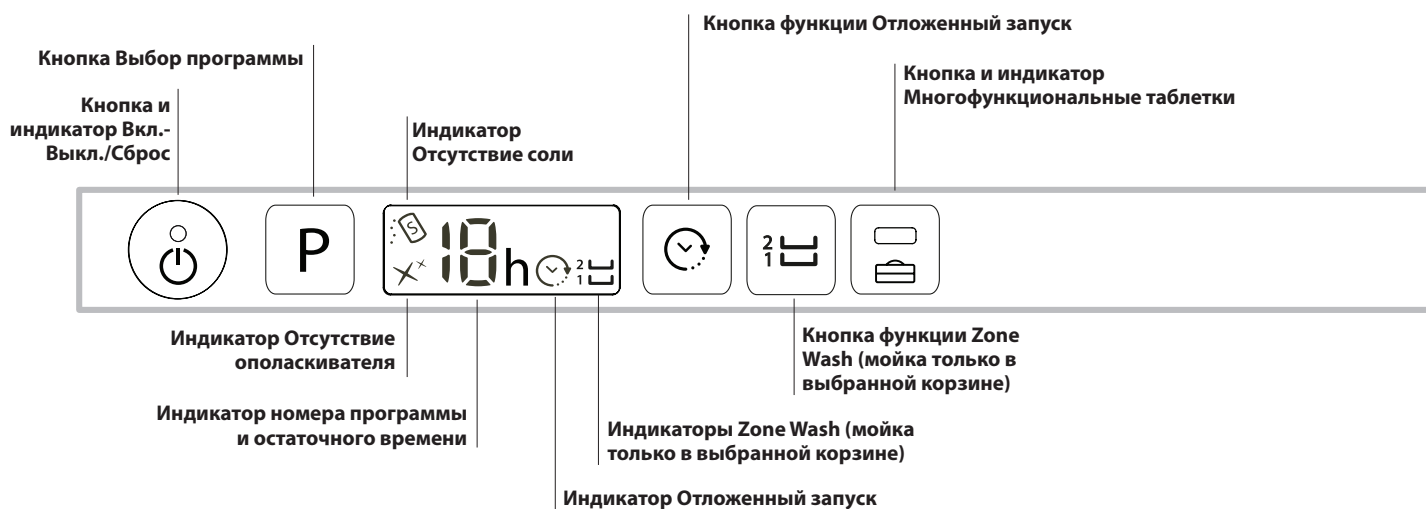 Кнопка функции Отложенный запуск
Кнопка Выбор программы
Кнопка и индикатор
Многофункциональные таблетки
Кнопка и
индикатор Вкл.-
Выкл./Сброс
Индикатор
Отсутствие соли
P
S
18h
2
1
2
1
Индикатор Отсутствие
ополаскивателя
Кнопка функции Zone
Wash (мойка только в
выбранной корзине)
Индикатор номера программы
и остаточного времени
Индикаторы Zone Wash (мойка
только в выбранной корзине)
Индикатор Отложенный запуск